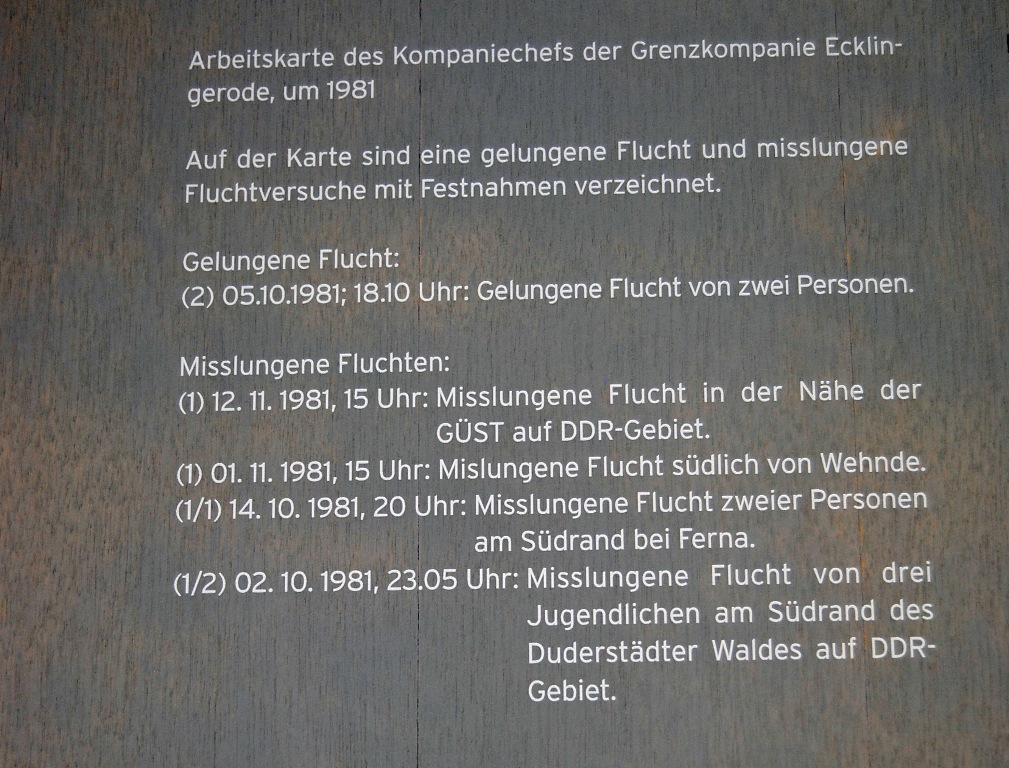 Arbeitskarte des Kompaniechefs der Grenzkompanie Ecklin-
gerode, um 1981
Auf der Karte sind eine gelungene Flucht und misslungene
Fluchtversuche mit Festnahmen verzeichnet.
Gelungene Flucht:
(2) 05.10.1981; 18.10 Uhr: Gelungene Flucht von zwei Personen.
Misslungene Fluchten:
(1) 12. 11. 1981, 15 Uhr: Misslungene Flucht in der Nähe der
GÜST auf DDR-Gebiet.
(1) 01. 11. 1981, 15 Uhr: Mislungene Flucht südlich von Wehnde.
(1/1) 14. 10. 1981, 20 Uhr: Misslungene Flucht zweier Personen
am Südrand bei Ferna.
(1/2) 02. 10. 1981, 23.05 Uhr: Misslungene Flucht von drei
Jugendlichen am Südrand des
Duderstädter Waldes auf DDR-
Gebiet.